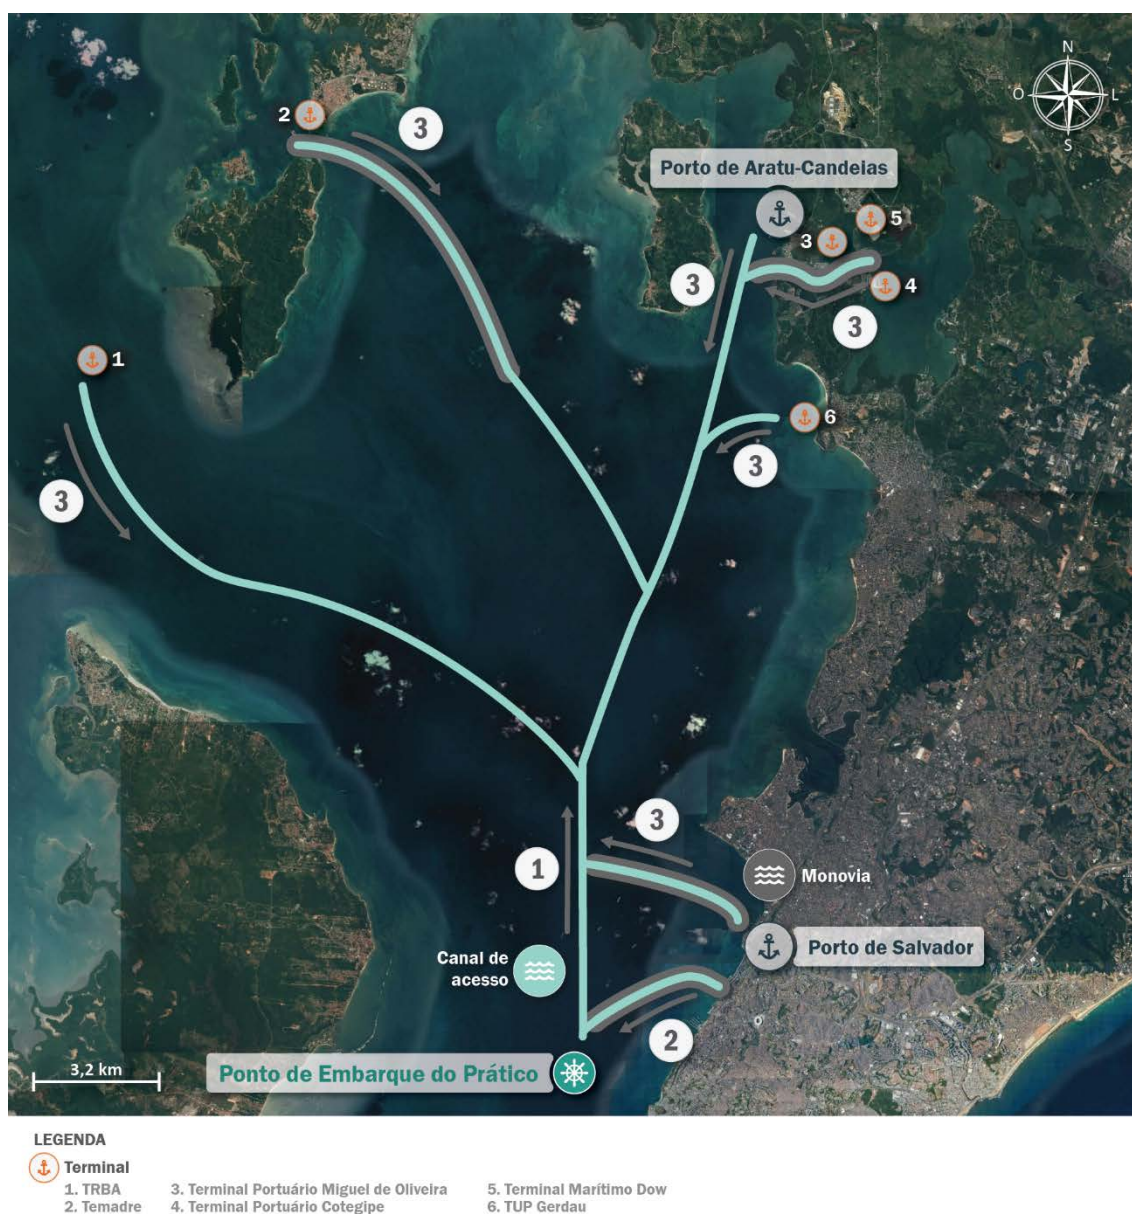 N
O
L
S
2
3
Porto de Aratu-Candeias
5
3
3
4
3
1
6
3
3
3
1
Monovia
Canal de
acesso
Porto de Salvador
2
Ponto de Embarque do Prático
3,2 km
LEGENDA
Terminal
1. TRBA
2. Temadre
3. Terminal Portuário Miguel de Oliveira
4. Terminal Portuário Cotegipe
5. Terminal Marítimo Dow
6. TUP Gerdau